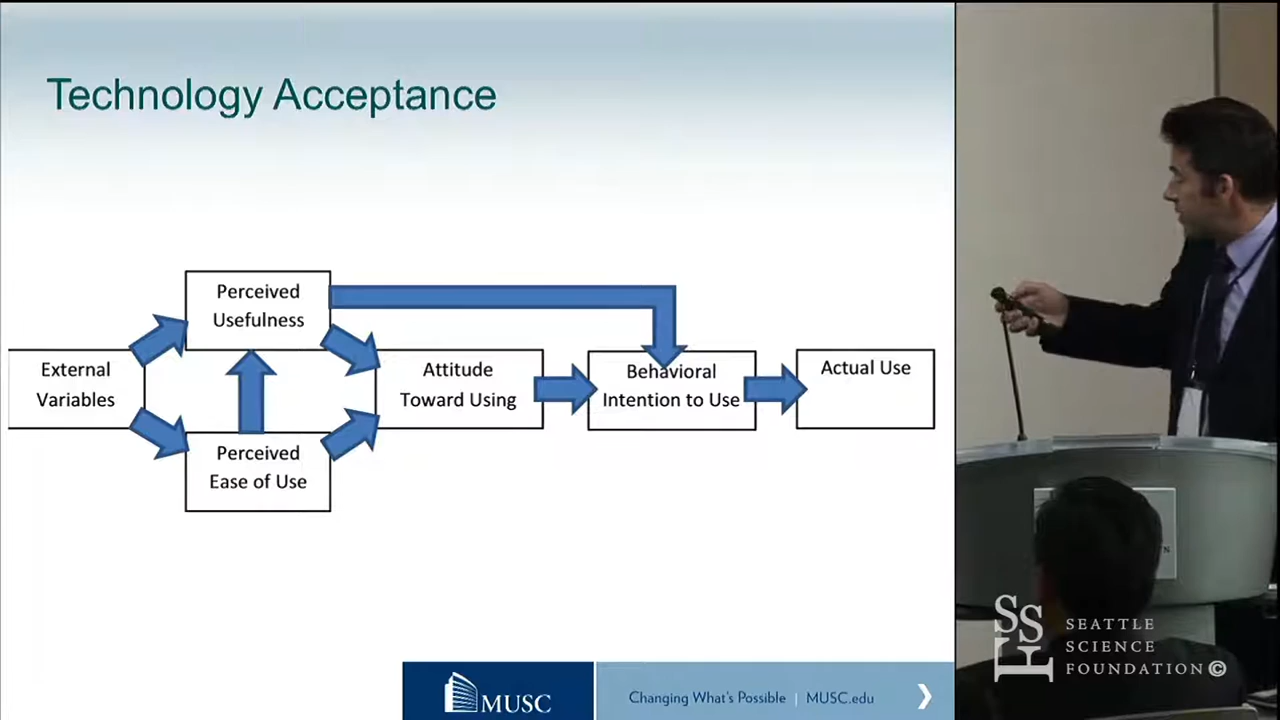 Technology Acceptance
Perceived
Usefulness
External
Variables
Attitude
Toward Using
Behavioral
Intention to Use
Actual Use
Perceived
Ease of Use
MUSC
Changing What's Possible | MUSC.edu
SSF
SEATTLE
SCIENCE
FOUNDATION©